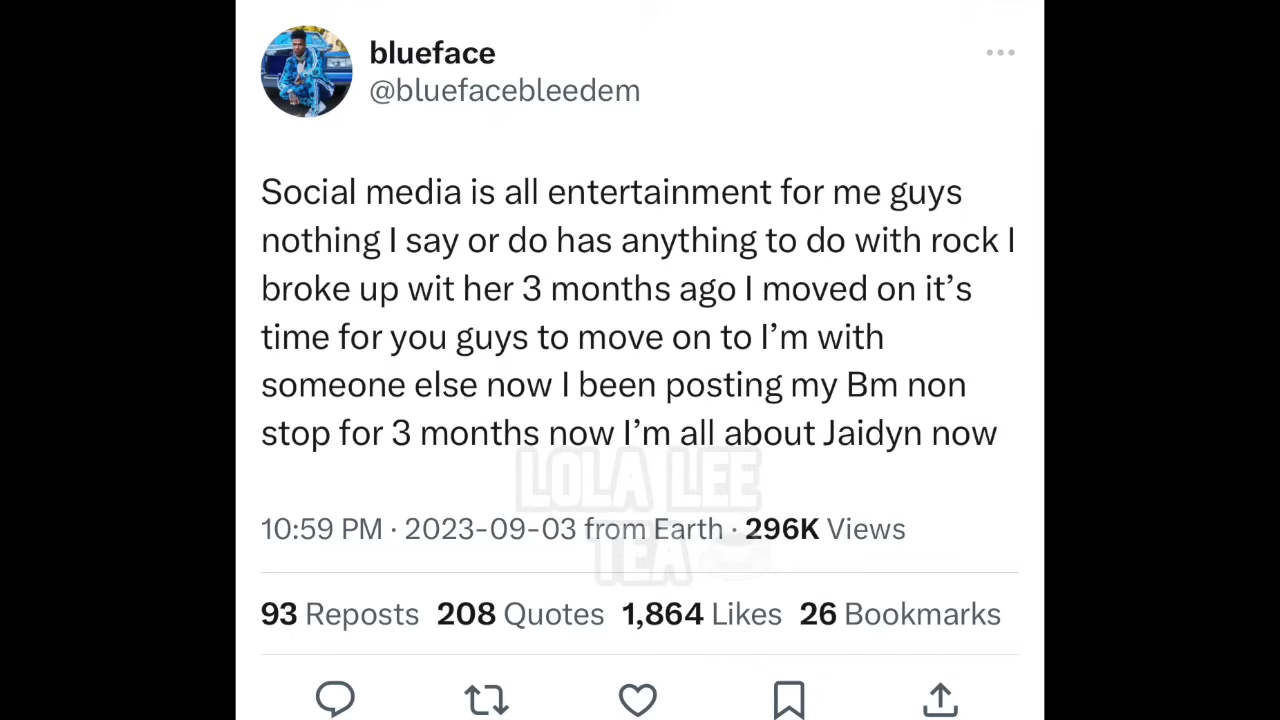 blueface
@bluefacebleedem
Social media is all entertainment for me guys
nothing I say or do has anything to do with rock I
broke up wit her 3 months ago I moved on it’s
time for you guys to move on to I’m with
someone else now I been posting my Bm non
stop for 3 months now I’m all about Jaidyn now
LOLA LEE
TEA
10:59 PM · 2023-09-03 from Earth · 296K Views
93 Reposts 208 Quotes 1,864 Likes 26 Bookmarks